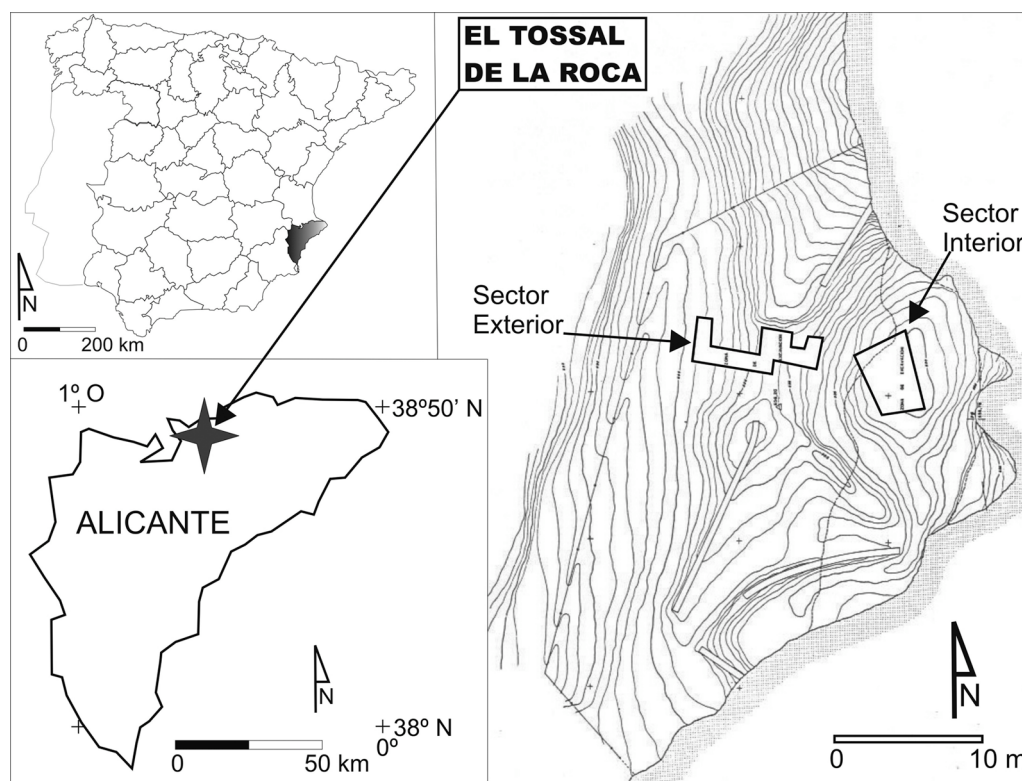 EL TOSSAL
DE LA ROCA
N
0 200 km
1º O
38º50' N
ALICANTE
N
38º N
0º
0 50 km
Sector
Interior
Sector
Exterior
N
0 10 m